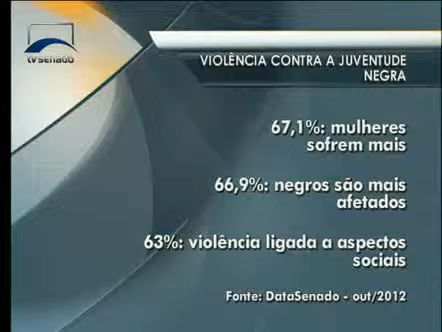 tv senado
VIOLÊNCIA CONTRA A JUVENTUDE
NEGRA
67,1%: mulheres
sofrem mais
66,9%: negros são mais
afetados
63%: violência ligada a aspectos
sociais
Fonte: DataSenado - out/2012